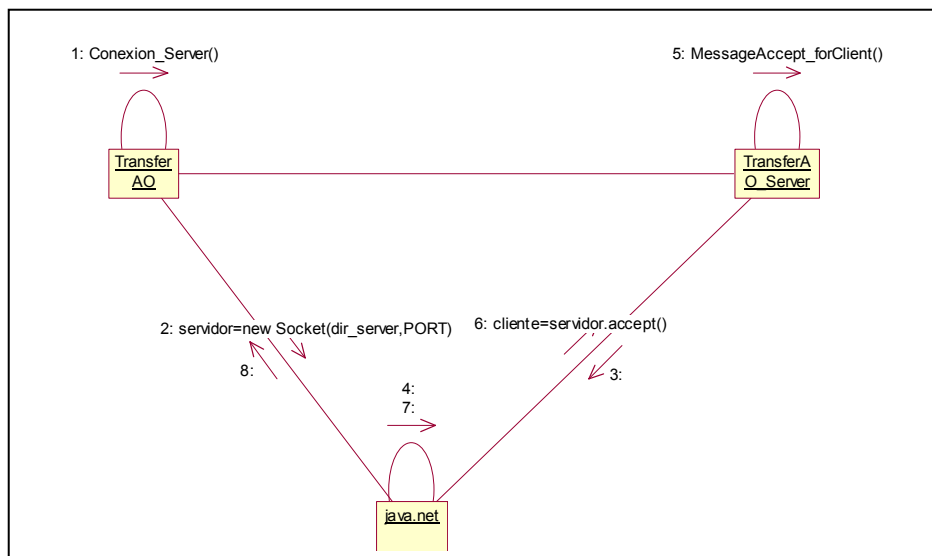 1: Conexion_Server()
5: MessageAccept_forClient()
Transfer
AO
TransferA
O_Server
2: servidor=new Socket(dir_server,PORT)
6: cliente=servidor.accept()
8:
3:
4:
7:
java.net